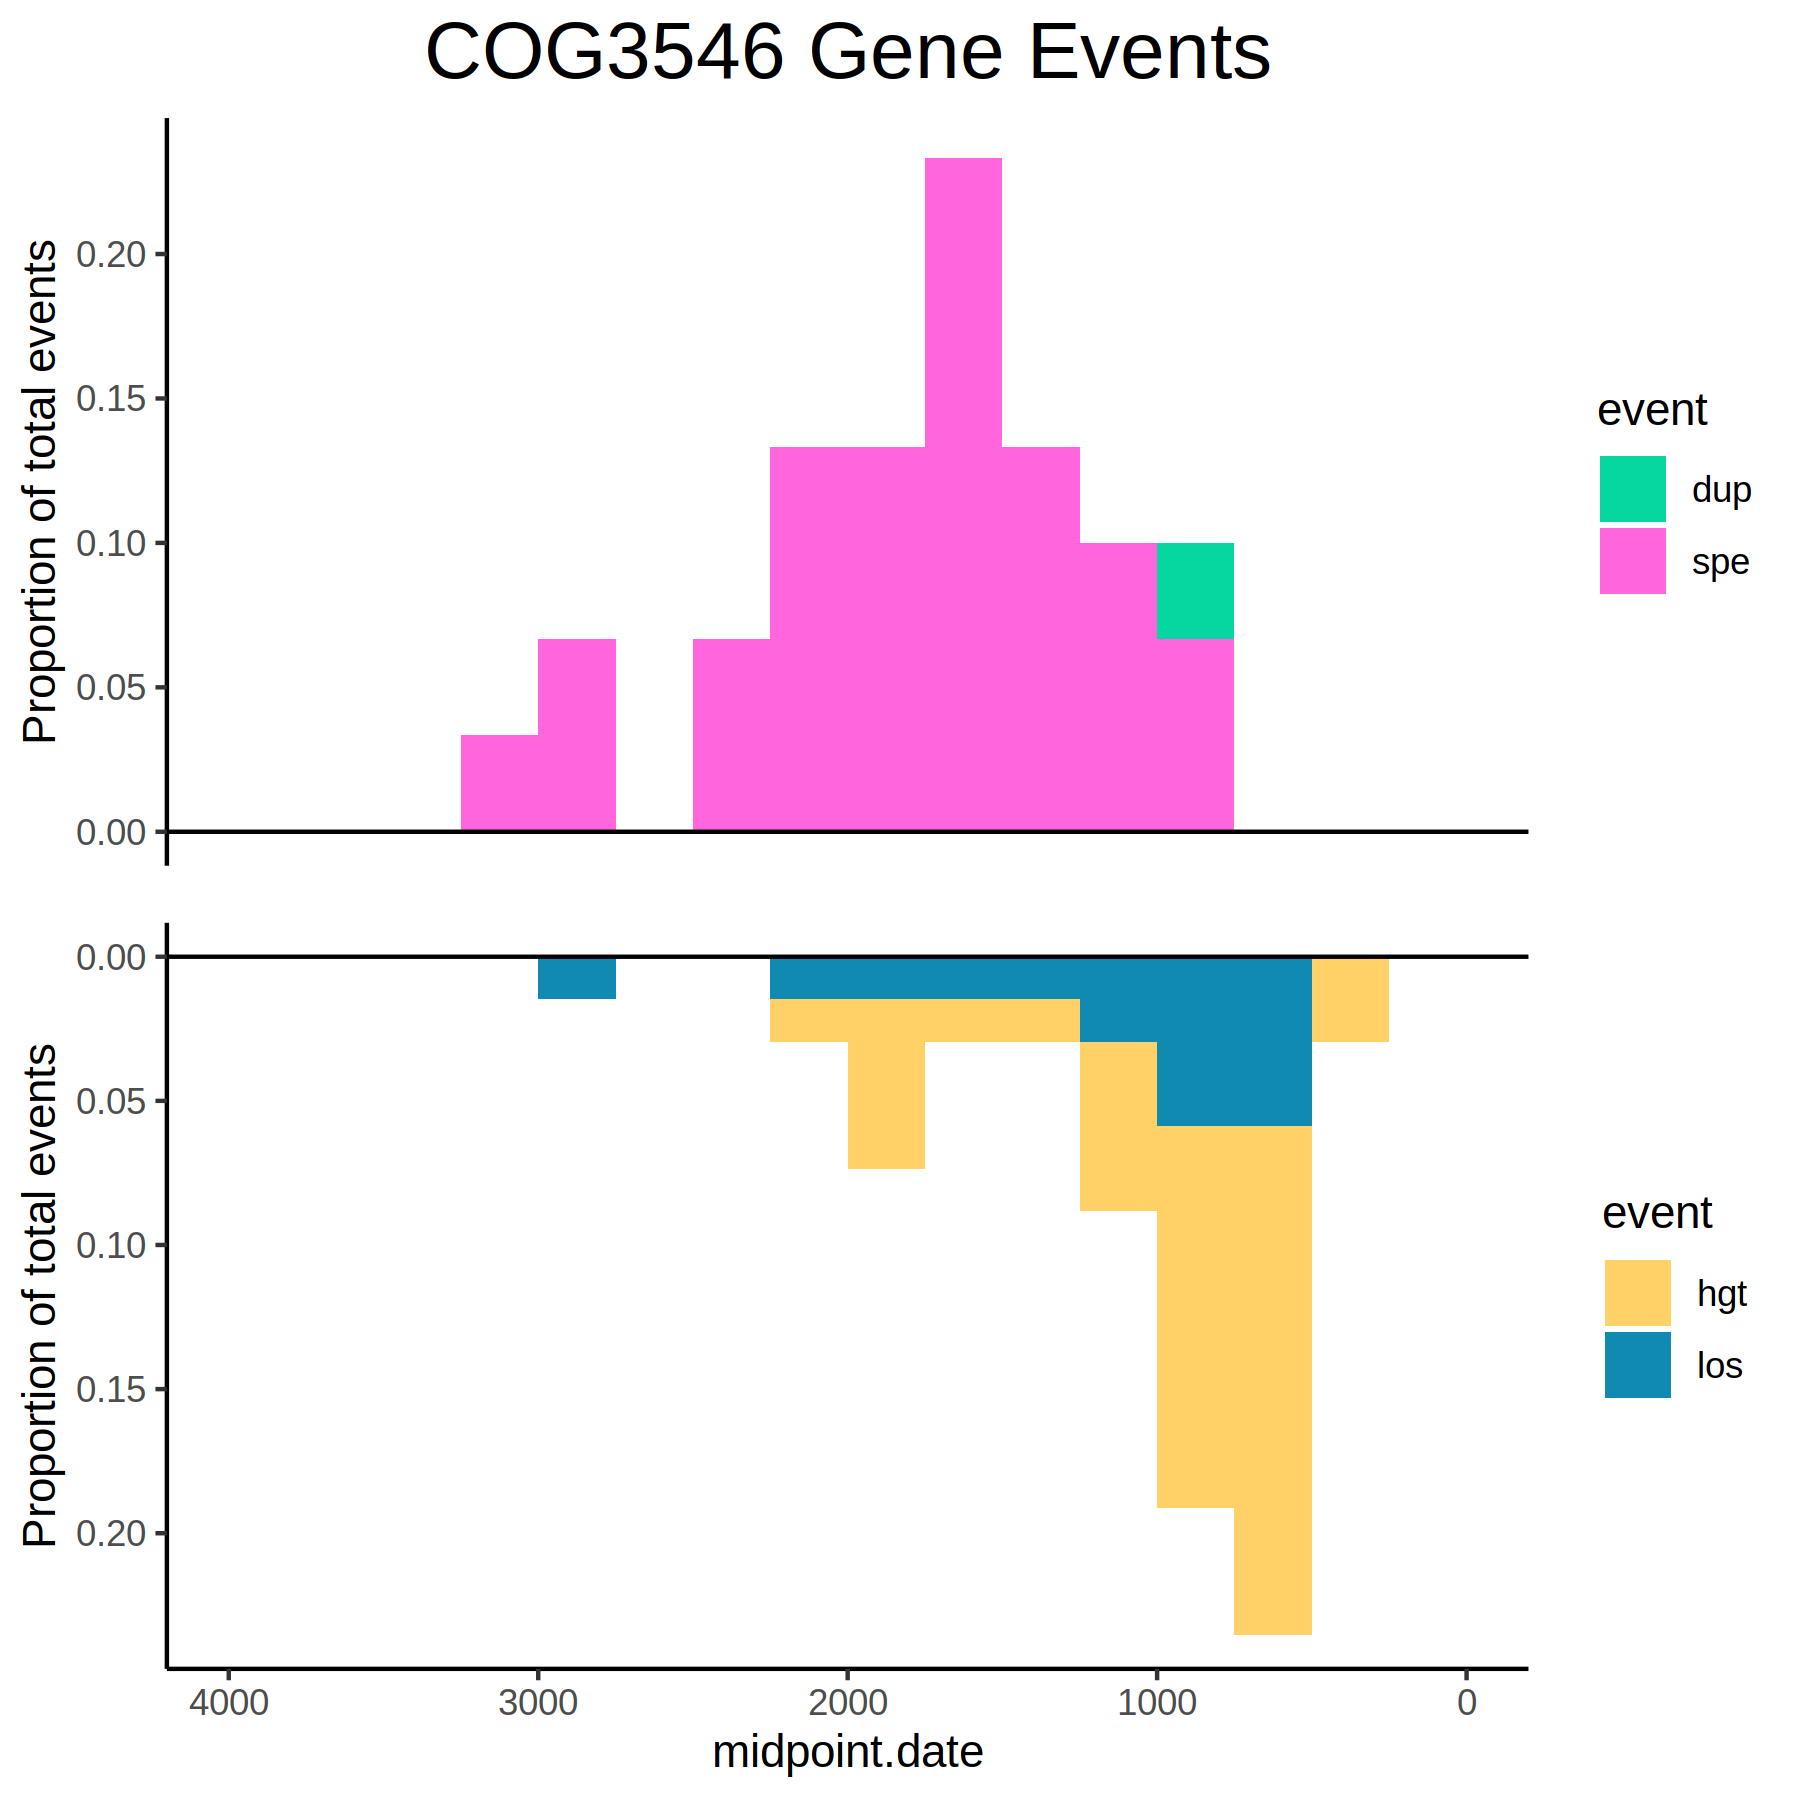 COG3546 Gene Events
Proportion of total events
0.20
0.15
0.10
0.05
0.00
event
dup
spe
Proportion of total events
0.00
0.05
0.10
0.15
0.20
event
hgt
los
4000 3000 2000 1000 0
midpoint.date